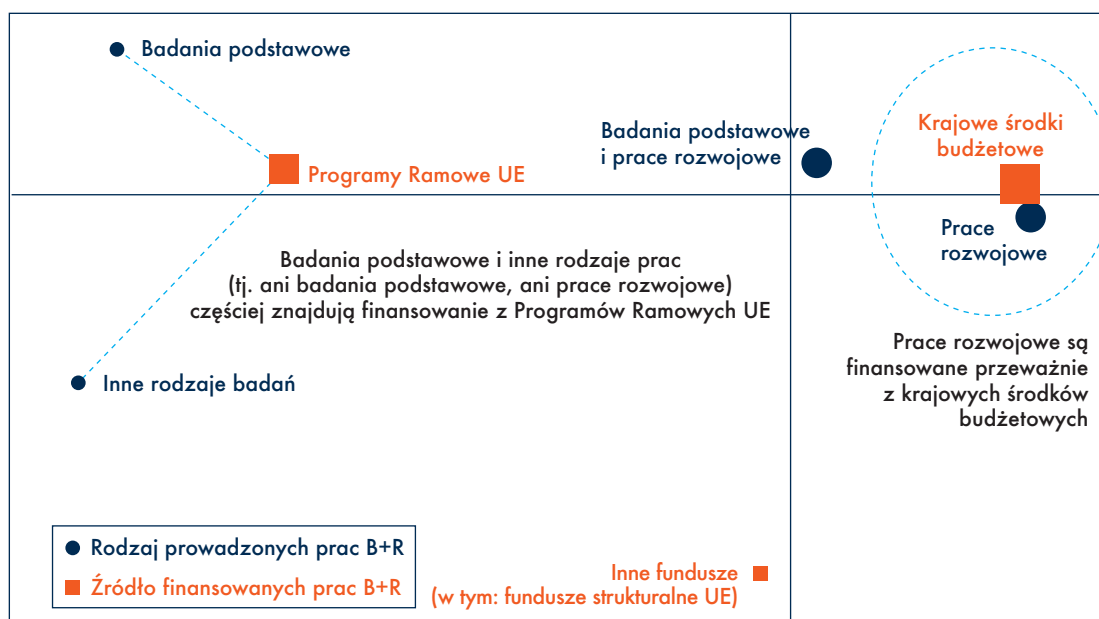 Badania podstawowe
Programy Ramowe UE
Badania podstawowe
i prace rozwojowe
Krajowe środki
budżetowe
Prace
rozwojowe
Badania podstawowe i inne rodzaje prac
(tj. ani badania podstawowe, ani prace rozwojowe)
częściej znajdują finansowanie z Programów Ramowych UE
Prace rozwojowe są
finansowane przeważnie
z krajowych środków
budżetowych
Inne rodzaje badań
Rodzaj prowadzonych prac B+R
Źródło finansowanych prac B+R
Inne fundusze
(w tym: fundusze strukturalne UE)